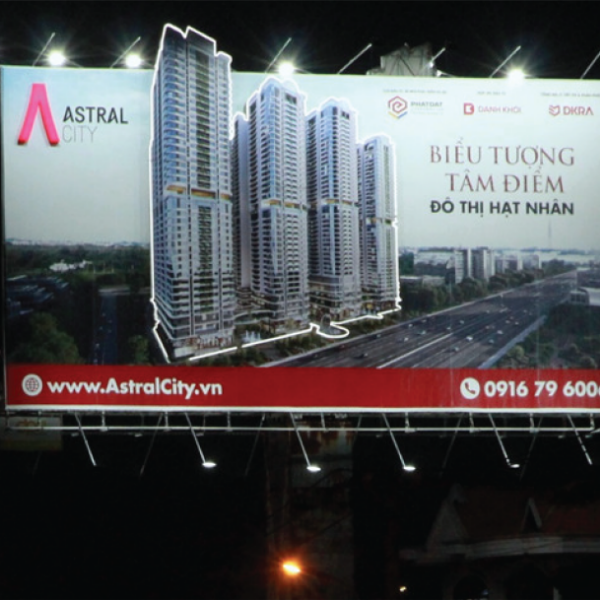 ASTRAL
CITY
PHATDAT
DANH KHÔI
DKRA
BIỂU TƯỢNG
TÂM ĐIỂM
ĐÔ THỊ HẠT NHÂN
www.AstralCity.vn
0916 79 600